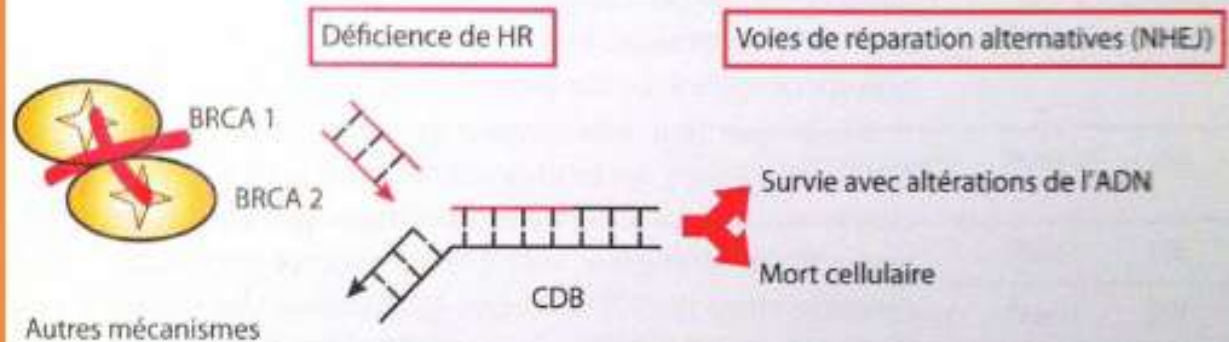 Déficience de HR
Voies de réparation alternatives (NHEJ)
BRCA 1
BRCA 2
Survie avec altérations de l'ADN
Mort cellulaire
CDB
Autres mécanismes